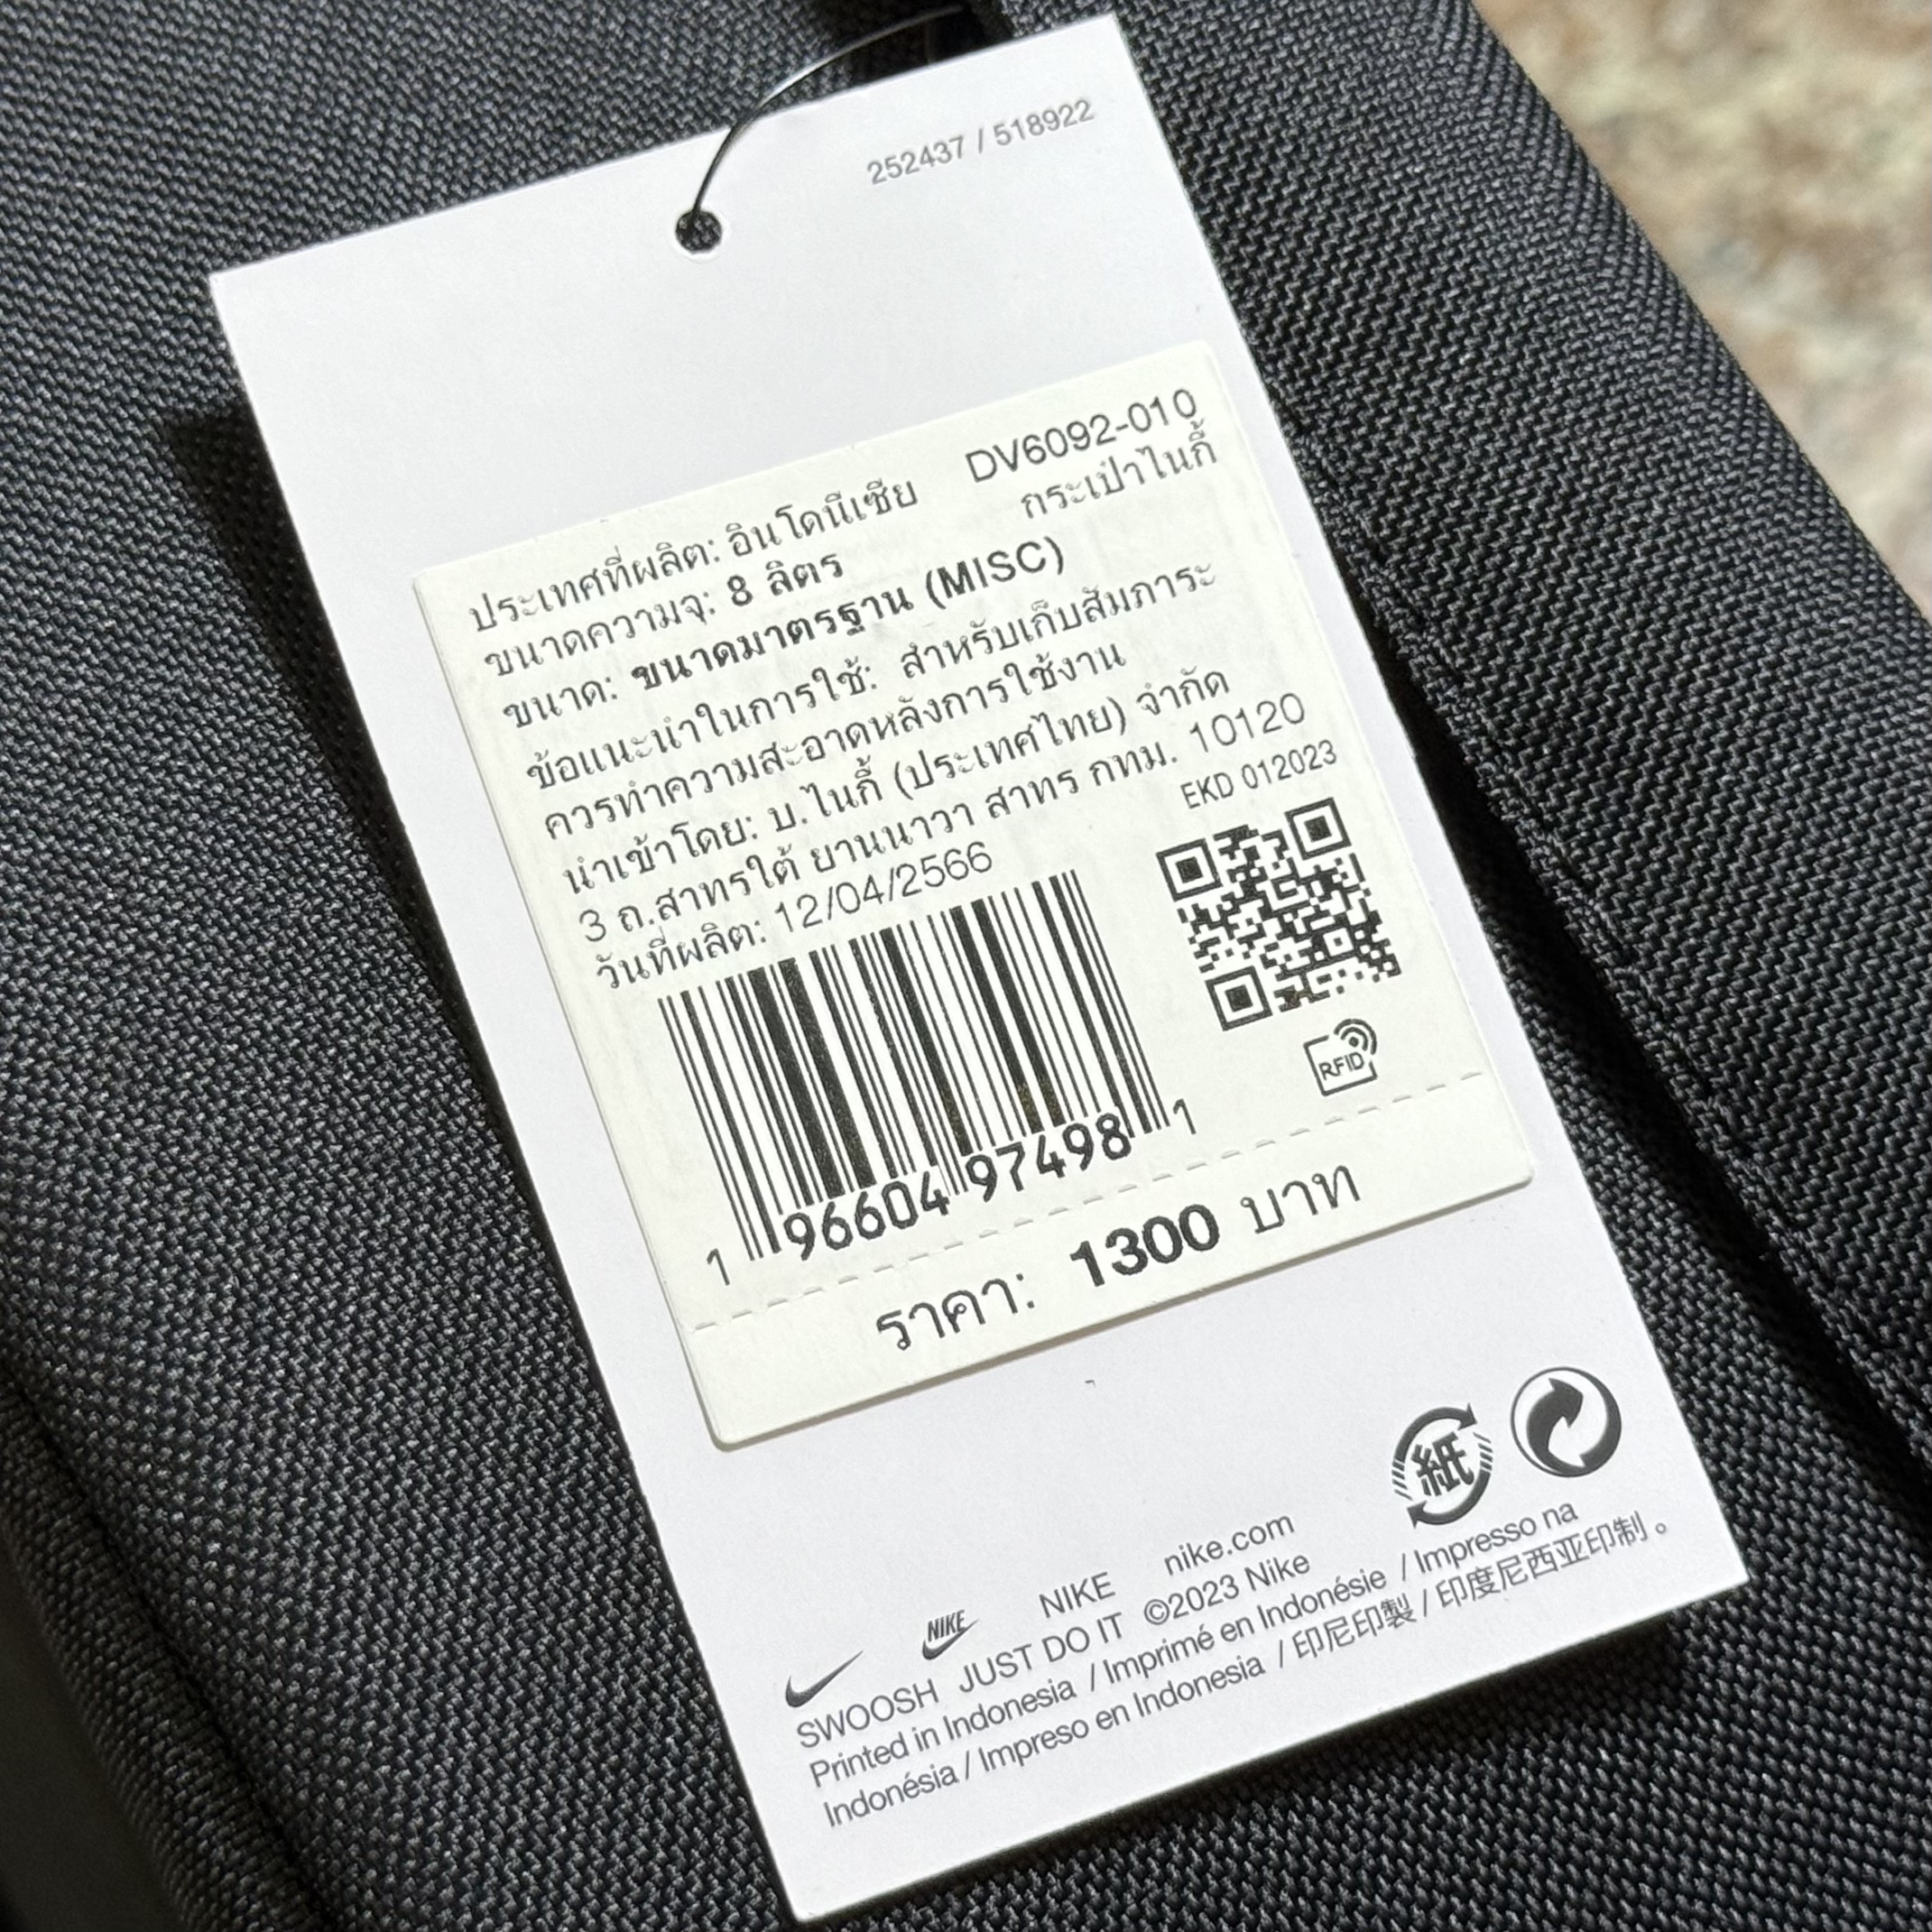 252437 / 518922
DV6092-010
ประเทศที่ผลิต: อินโดนีเซีย กระเป๋าไนกี้
ขนาดความจุ: 8 ลิตร
ขนาด: ขนาดมาตรฐาน (MISC)
ข้อแนะนำในการใช้: สำหรับเก็บสัมภาระ
ควรทำความสะอาดหลังการใช้งาน
นำเข้าโดย: บ.ไนกี้ (ประเทศไทย) จำกัด
3 ถ.สาทรใต้ ยานนาวา สาทร กทม. 10120
วันที่ผลิต: 12/04/2566 EKD 012023
RFID
1 96604 97498 1
ราคา: 1300 บาท
紙
NIKE NIKE nike.com
SWOOSH JUST DO IT ©2023 Nike
Printed in Indonesia / Imprimé en Indonésie / Impresso na
Indonésia / Impreso en Indonesia / 印尼印製 / 印度尼西亚印制。